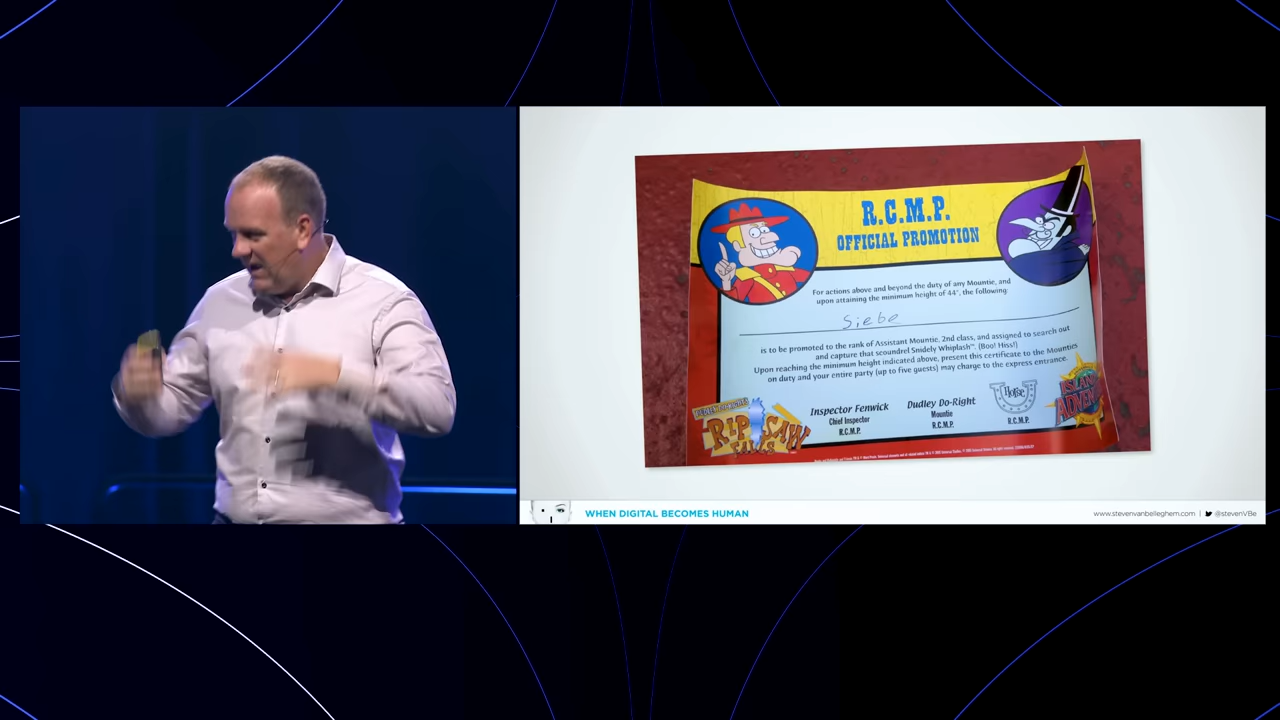 R.C.M.P.
OFFICIAL PROMOTION
For actions above and beyond the duty of any Mountie, and
upon attaining the minimum height of 44", the following:
Siebe
is to be promoted to the rank of Assistant Mountie, 2nd class, and assigned to search out
and capture that scoundrel Snidely Whiplash™. (Boo! Hiss!)
Upon reaching the minimum height indicated above, present this certificate to the Mounties
on duty and your entire party (up to five guests) may charge to the express entrance.
RIPSAW
FALLS
Inspector Fenwick
Chief Inspector
R.C.M.P.
Dudley Do-Right
Mountie
R.C.M.P.
Horse
R.C.M.P.
ISLANDS
ADVENTURE
WHEN DIGITAL BECOMES HUMAN
www.stevenvanbelleghem.com | @stevenVBe